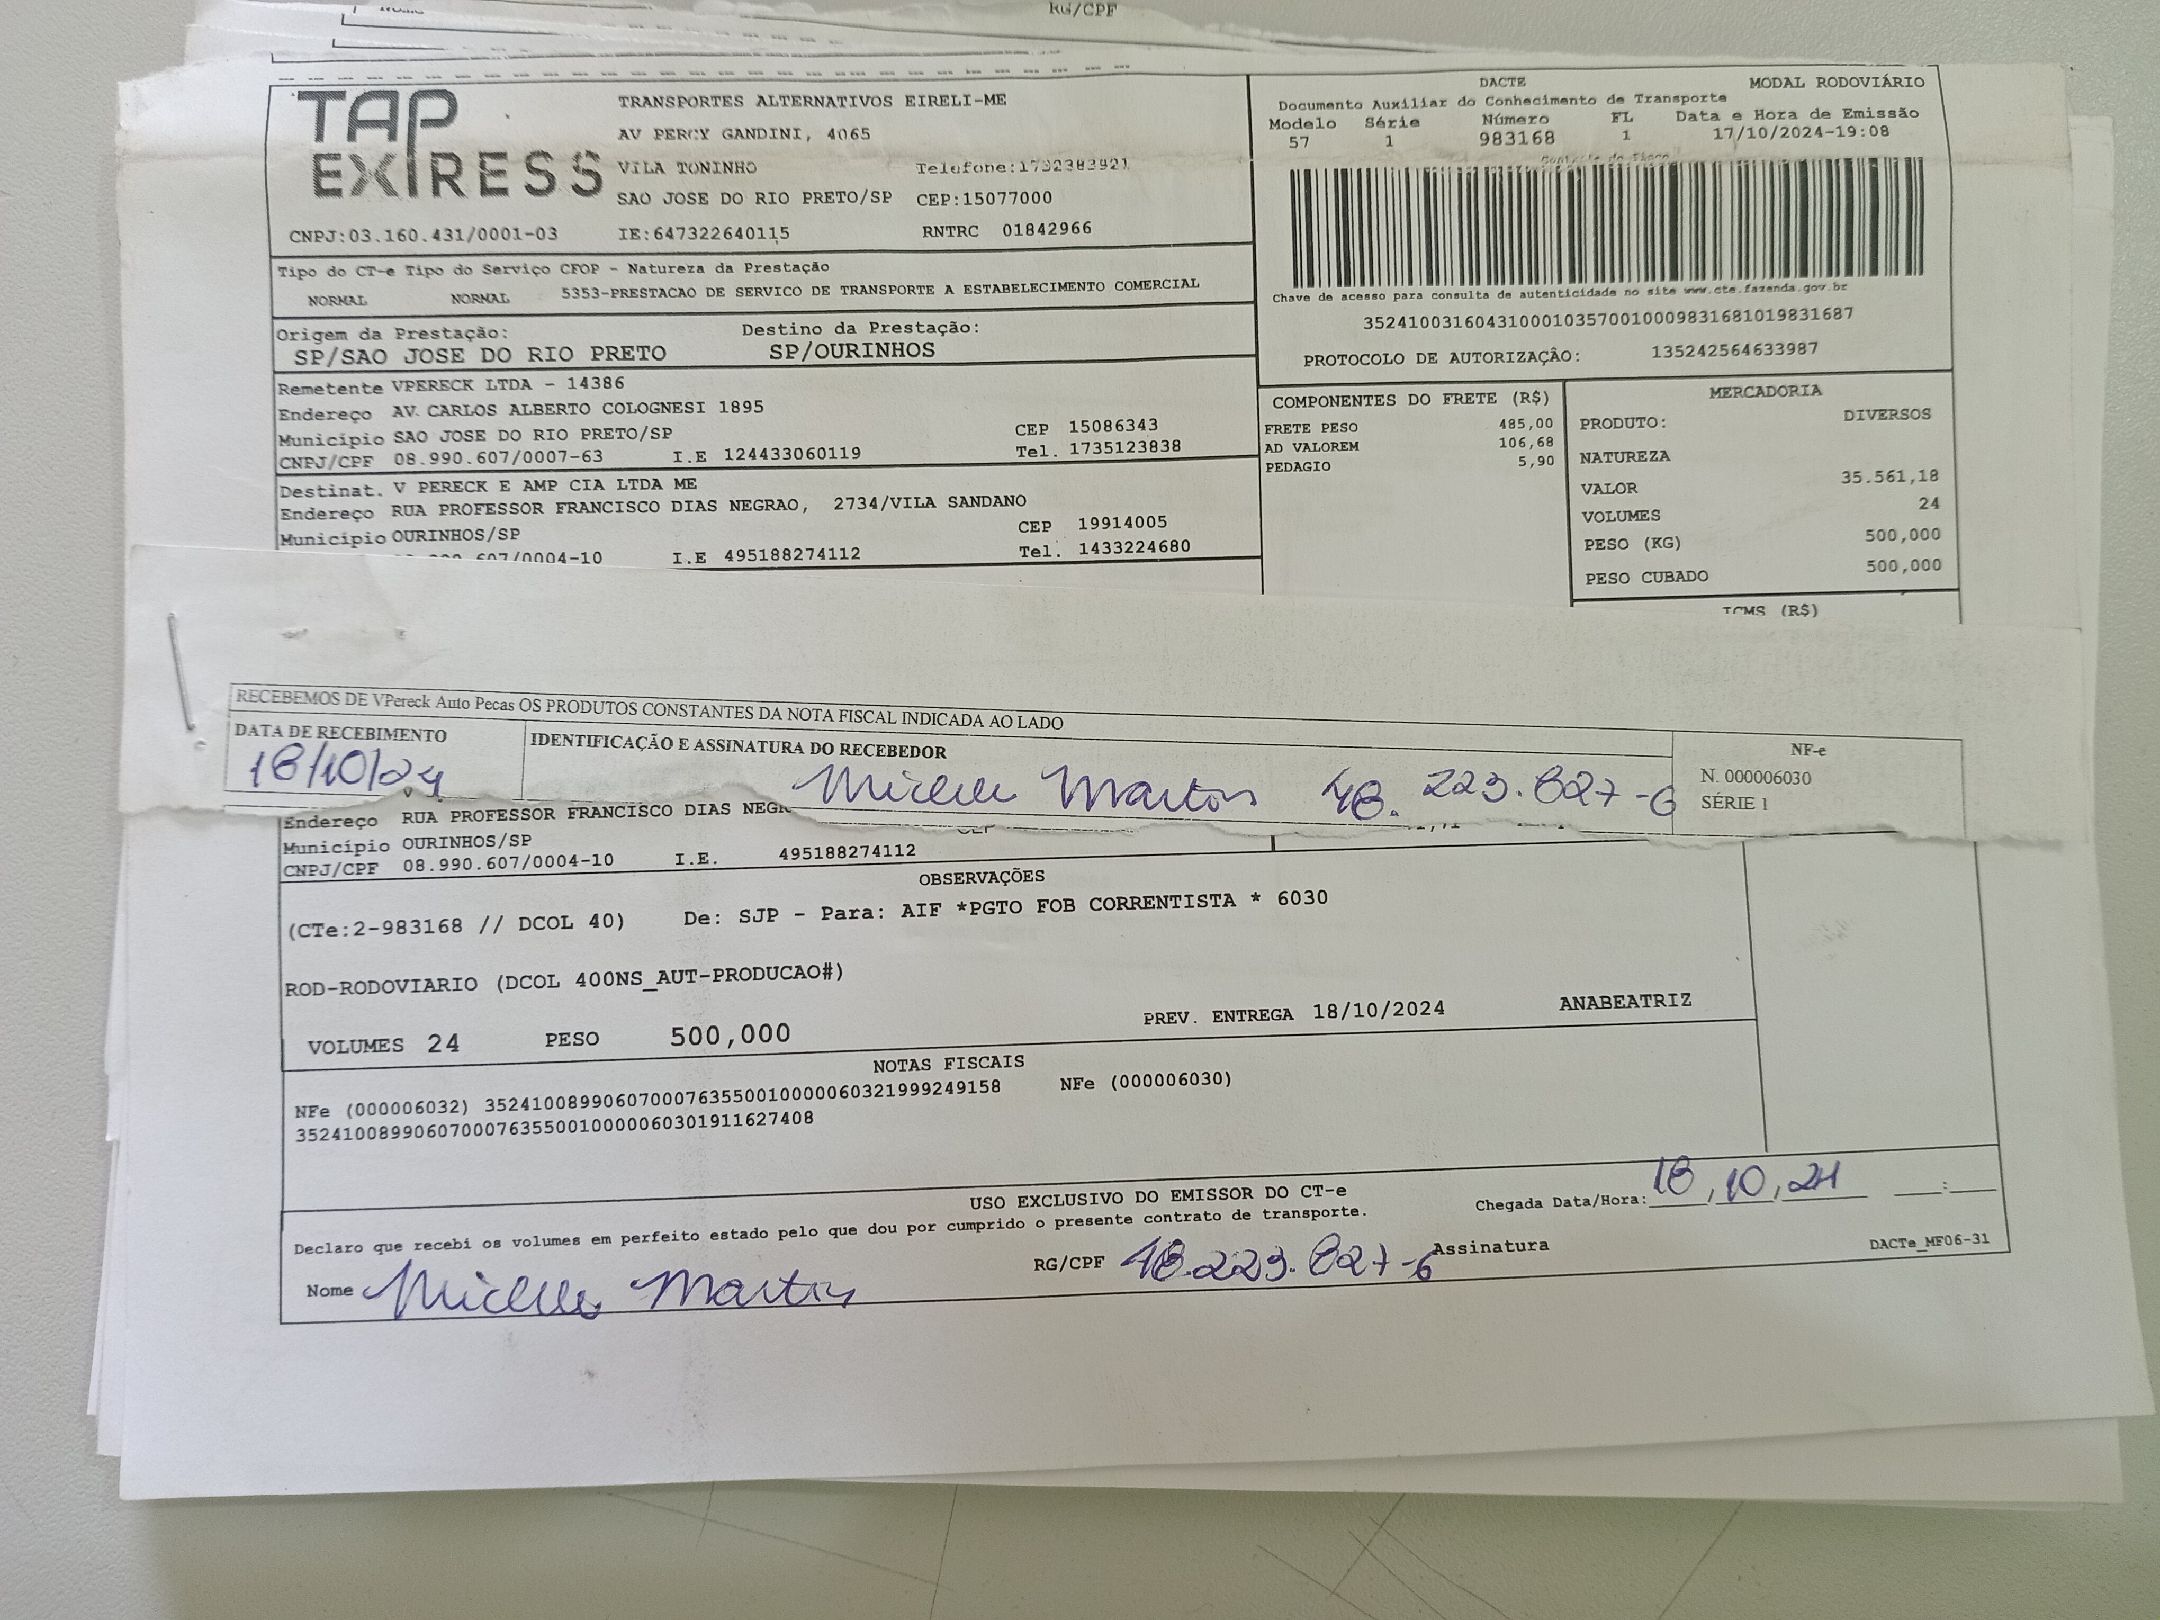 RG/CPF
TAP EXIRESS
TRANSPORTES ALTERNATIVOS EIRELI-ME
AV PERCY GANDINI, 4065
VILA TONINHO Telefone:1732382921
SAO JOSE DO RIO PRETO/SP CEP:15077000
CNPJ:03.160.431/0001-03 IE:647322640115 RNTRC 01842966
DACTE MODAL RODOVIÁRIO
Documento Auxiliar do Conhecimento de Transporte
Modelo Série Número FL Data e Hora de Emissão
57 1 983168 1 17/10/2024-19:08
Controle do Fisco
Chave de acesso para consulta de autenticidade no site www.cte.fazenda.gov.br
35241003160431000103570010009831681019831687
PROTOCOLO DE AUTORIZAÇÃO: 135242564633987
Tipo do CT-e Tipo do Serviço CFOP - Natureza da Prestação
NORMAL NORMAL 5353-PRESTACAO DE SERVICO DE TRANSPORTE A ESTABELECIMENTO COMERCIAL
Origem da Prestação: Destino da Prestação:
SP/SAO JOSE DO RIO PRETO SP/OURINHOS
Remetente VPERECK LTDA - 14386
Endereço AV. CARLOS ALBERTO COLOGNESI 1895
Município SAO JOSE DO RIO PRETO/SP CEP 15086343
CNPJ/CPF 08.990.607/0007-63 I.E 124433060119 Tel. 1735123838
Destinat. V PERECK E AMP CIA LTDA ME
Endereço RUA PROFESSOR FRANCISCO DIAS NEGRAO, 2734/VILA SANDANO
Município OURINHOS/SP CEP 19914005
607/0004-10 I.E 495188274112 Tel. 1433224680
COMPONENTES DO FRETE (R$)
FRETE PESO 485,00
AD VALOREM 106,68
PEDAGIO 5,90
MERCADORIA
PRODUTO: DIVERSOS
NATUREZA
VALOR 35.561,18
VOLUMES 24
PESO (KG) 500,000
PESO CUBADO 500,000
ICMS (R$)
RECEBEMOS DE VPereck Auto Pecas OS PRODUTOS CONSTANTES DA NOTA FISCAL INDICADA AO LADO
DATA DE RECEBIMENTO IDENTIFICAÇÃO E ASSINATURA DO RECEBEDOR
18/10/24 Martins 48.223.827-6
NF-e
N. 000006030
SÉRIE 1
Endereço RUA PROFESSOR FRANCISCO DIAS NEGR
Município OURINHOS/SP
CNPJ/CPF 08.990.607/0004-10 I.E. 495188274112
OBSERVAÇÕES
(CTe:2-983168 // DCOL 40) De: SJP - Para: AIF *PGTO FOB CORRENTISTA * 6030
ROD-RODOVIARIO (DCOL 400NS_AUT-PRODUCAO#)
PREV. ENTREGA 18/10/2024 ANABEATRIZ
VOLUMES 24 PESO 500,000
NOTAS FISCAIS
NFe (000006032) 35241008990607000763550010000060321999249158 NFe (000006030)
35241008990607000763550010000060301911627408
USO EXCLUSIVO DO EMISSOR DO CT-e
Declaro que recebi os volumes em perfeito estado pelo que dou por cumprido o presente contrato de transporte.
Chegada Data/Hora: 18,10,24 __:__
Nome Martins RG/CPF 48.223.827-6 Assinatura
DACTe_MF06-31